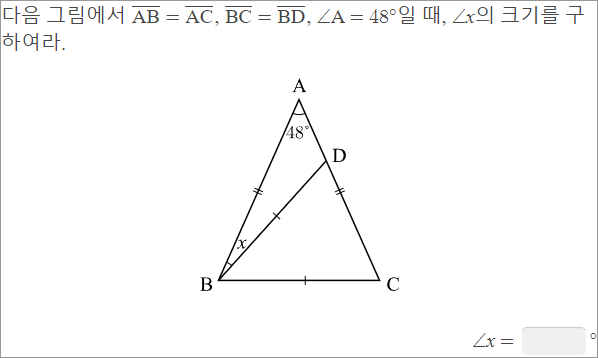 다음 그림에서 AB = AC, BC = BD, ∠A = 48°일 때, ∠x의 크기를 구
하여라.
A
48°
D
x
B
C
∠x = °